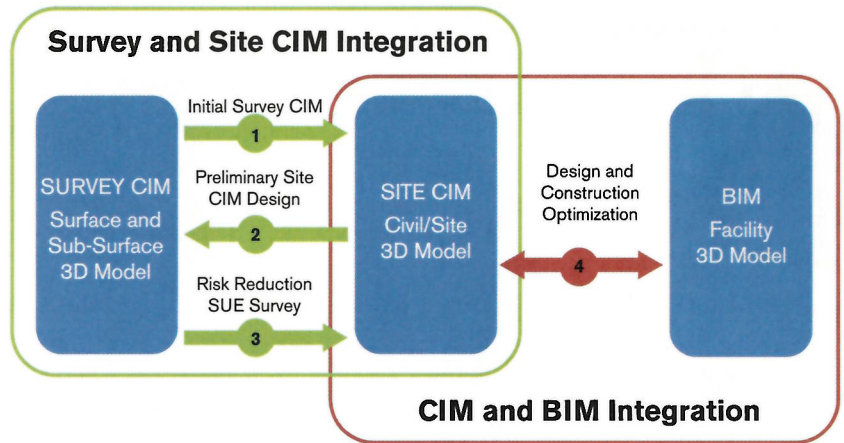 Survey and Site CIM Integration
SURVEY CIM
Surface and
Sub-Surface
3D Model
Initial Survey CIM
1
Preliminary Site
CIM Design
2
Risk Reduction
SUE Survey
3
SITE CIM
Civil/Site
3D Model
Design and
Construction
Optimization
4
BIM
Facility
3D Model
CIM and BIM Integration